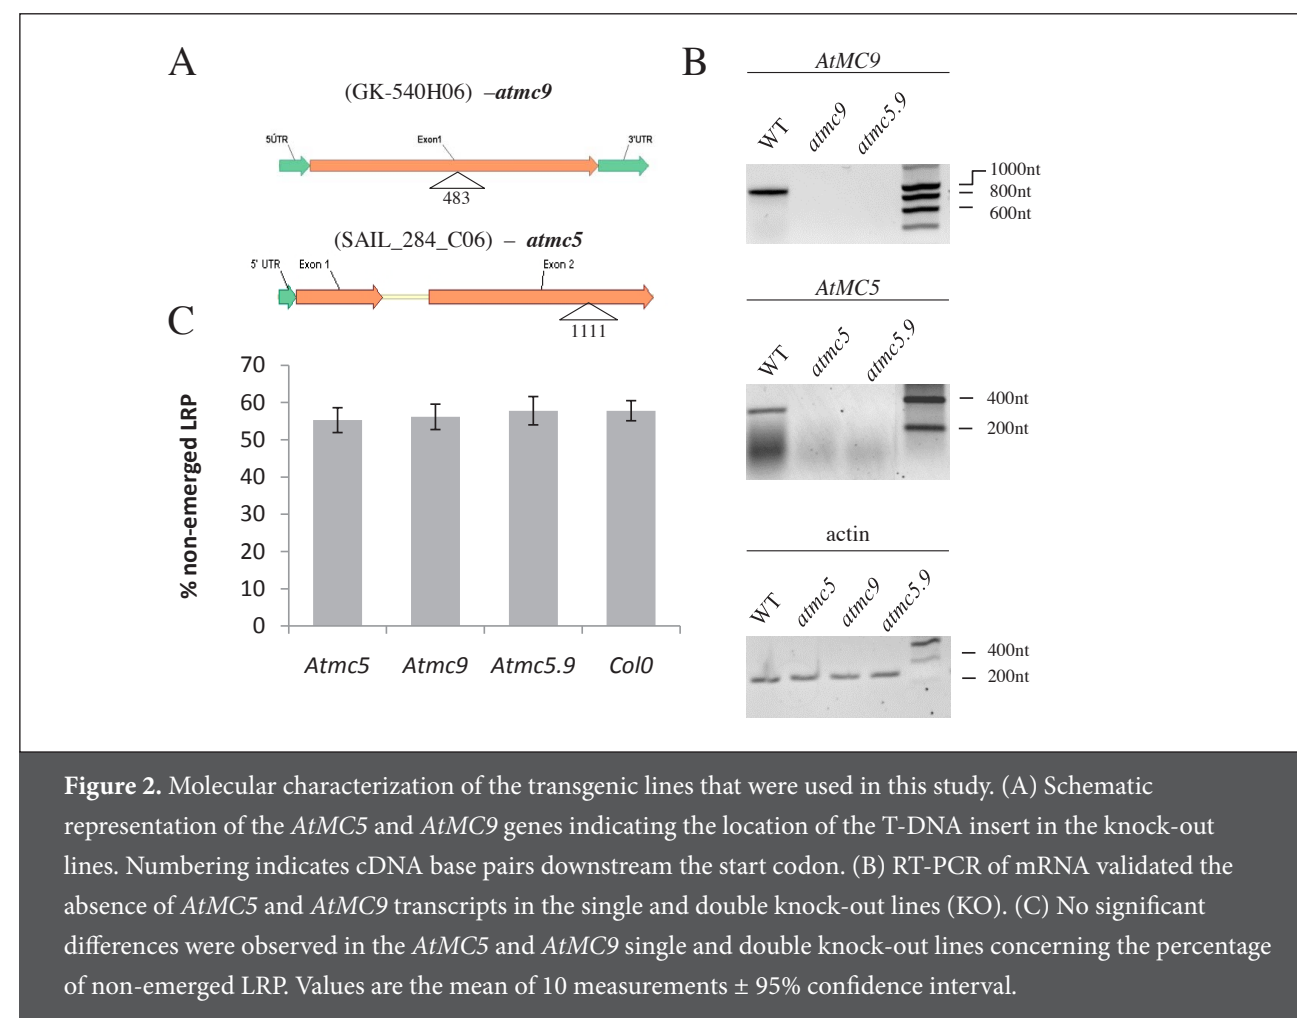 A
(GK-540H06) –atmc9
5ÚTR Exon1 3'UTR
483
(SAIL_284_C06) – atmc5
5' UTR Exon 1 Exon 2
1111
B
AtMC9
WT atmc9 atmc5.9
1000nt
800nt
600nt
AtMC5
WT atmc5 atmc5.9
400nt
200nt
actin
WT atmc5 atmc9 atmc5.9
400nt
200nt
C
% non-emerged LRP
70
60
50
40
30
20
10
0
Atmc5 Atmc9 Atmc5.9 Col0
Figure 2. Molecular characterization of the transgenic lines that were used in this study. (A) Schematic
representation of the AtMC5 and AtMC9 genes indicating the location of the T-DNA insert in the knock-out
lines. Numbering indicates cDNA base pairs downstream the start codon. (B) RT-PCR of mRNA validated the
absence of AtMC5 and AtMC9 transcripts in the single and double knock-out lines (KO). (C) No significant
differences were observed in the AtMC5 and AtMC9 single and double knock-out lines concerning the percentage
of non-emerged LRP. Values are the mean of 10 measurements ± 95% confidence interval.